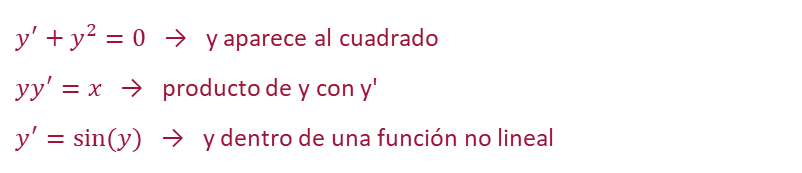 y′ + y² = 0 → y aparece al cuadrado
yy′ = x → producto de y con y'
y′ = sin(y) → y dentro de una función no lineal